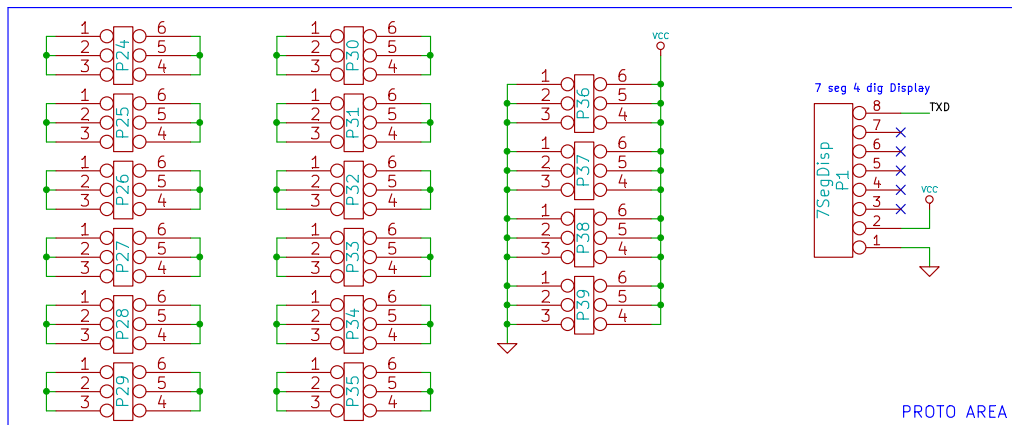 1 P24 6
2 5
3 4
1 P25 6
2 5
3 4
1 P26 6
2 5
3 4
1 P27 6
2 5
3 4
1 P28 6
2 5
3 4
1 P29 6
2 5
3 4
1 P30 6
2 5
3 4
1 P31 6
2 5
3 4
1 P32 6
2 5
3 4
1 P33 6
2 5
3 4
1 P34 6
2 5
3 4
1 P35 6
2 5
3 4
VCC
1 P36 6
2 5
3 4
1 P37 6
2 5
3 4
1 P38 6
2 5
3 4
1 P39 6
2 5
3 4
7 seg 4 dig Display
7SegDisp
P1
8 TXD
7
6
5
4
VCC
3
2
1
PROTO AREA